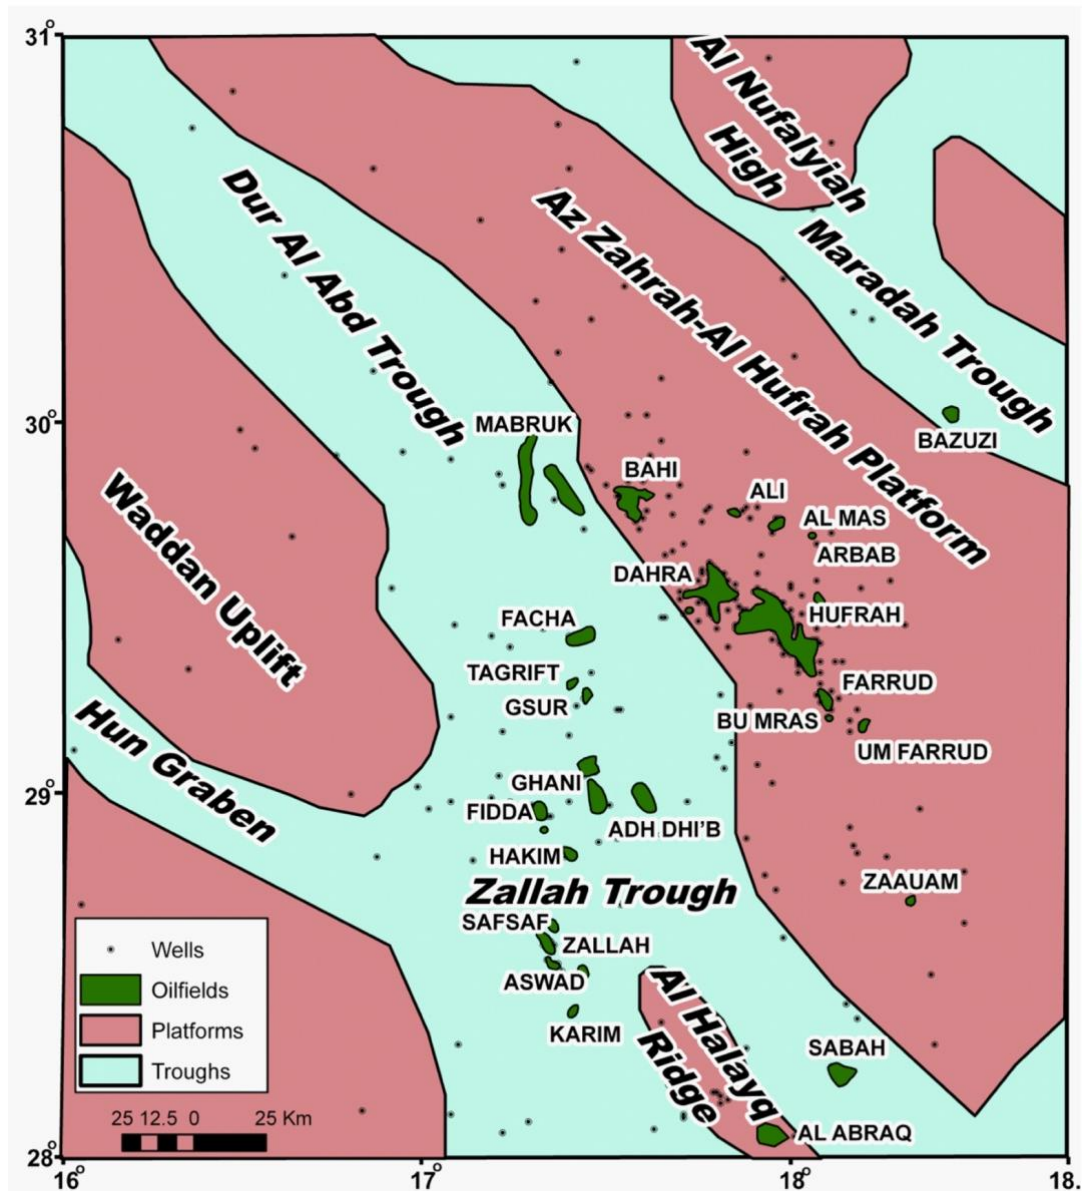 31°
Al Nufalyiah
High
Dur Al Abd Trough
Az Zahrah-Al Hufrah Platform
Maradah Trough
30°
MABRUK
BAZUZI
BAHI
ALI
AL MAS
ARBAB
Waddan Uplift
DAHRA
FACHA
HUFRAH
TAGRIFT
FARRUD
GSUR
BU MRAS
UM FARRUD
Hun Graben
29°
GHANI
FIDDA
ADH DHI'B
HAKIM
ZAAUAM
Zallah Trough
SAFSAF
ZALLAH
ASWAD
KARIM
Al Halayq
Ridge
SABAH
AL ABRAQ
Wells
Oilfields
Platforms
Troughs
25 12.5 0 25 Km
28°
16° 17° 18° 18.